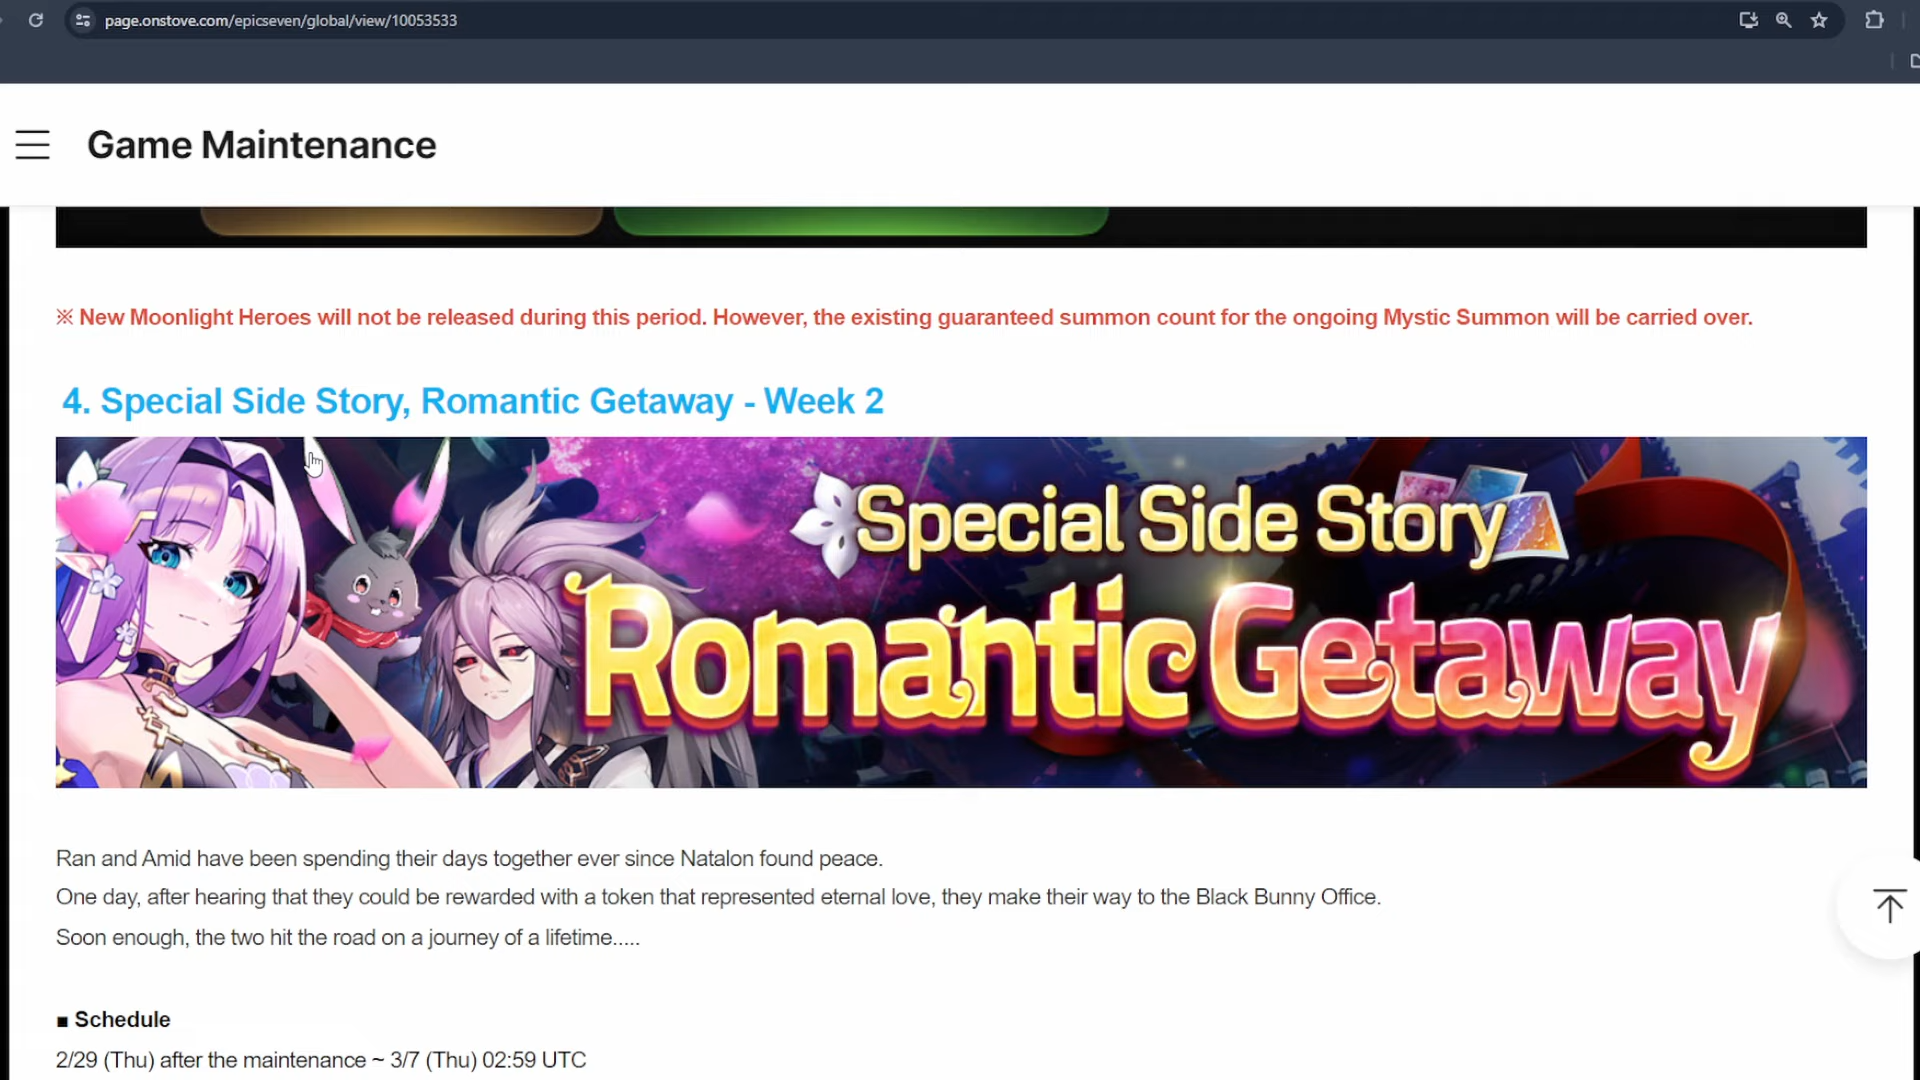 page.onstove.com/epicseven/global/view/10053533
Game Maintenance
※ New Moonlight Heroes will not be released during this period. However, the existing guaranteed summon count for the ongoing Mystic Summon will be carried over.
4. Special Side Story, Romantic Getaway - Week 2
Special Side Story
Romantic Getaway
Ran and Amid have been spending their days together ever since Natalon found peace.
One day, after hearing that they could be rewarded with a token that represented eternal love, they make their way to the Black Bunny Office.
Soon enough, the two hit the road on a journey of a lifetime.....
■ Schedule
2/29 (Thu) after the maintenance ~ 3/7 (Thu) 02:59 UTC